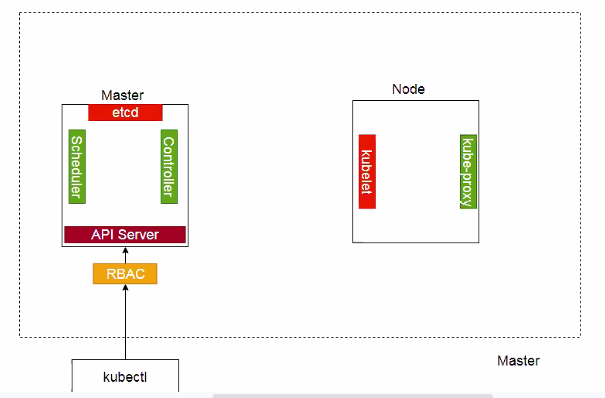 Master
etcd
Scheduler
Controller
API Server
RBAC
kubectl
Node
kubelet
kube-proxy
Master